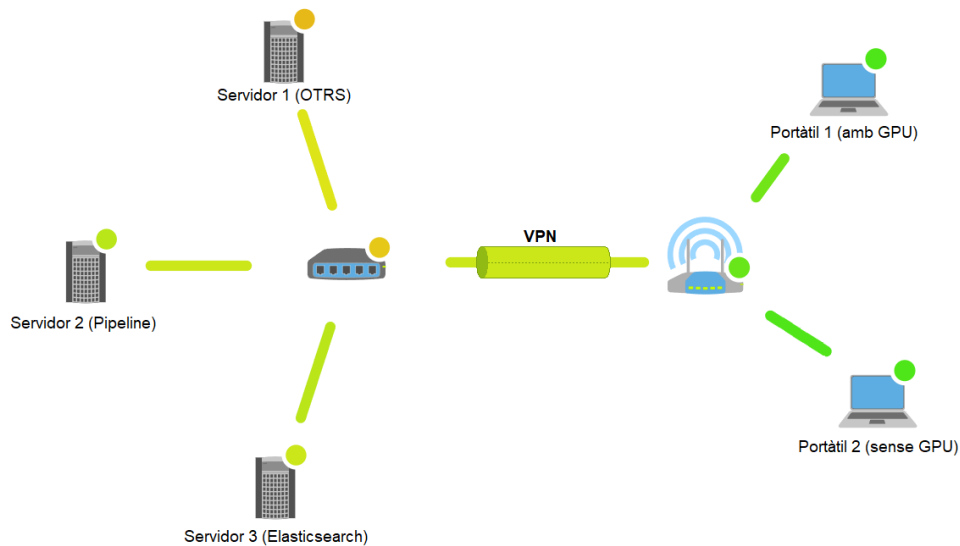 Servidor 1 (OTRS)
Portàtil 1 (amb GPU)
VPN
Servidor 2 (Pipeline)
Portàtil 2 (sense GPU)
Servidor 3 (Elasticsearch)